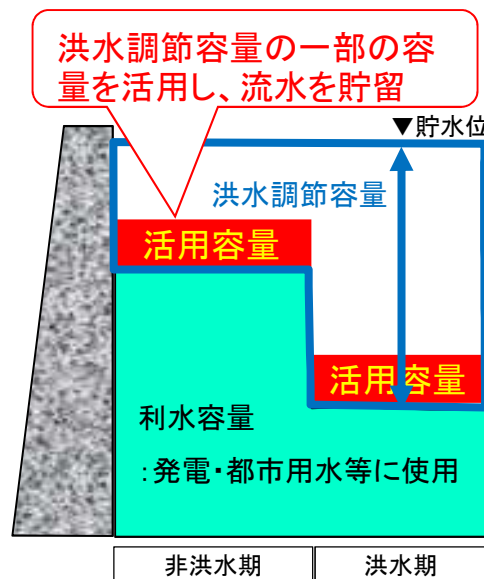 洪水調節容量の一部の容
量を活用し、流水を貯留
▼貯水位
洪水調節容量
活用容量
活用容量
利水容量
:発電・都市用水等に使用
非洪水期
洪水期